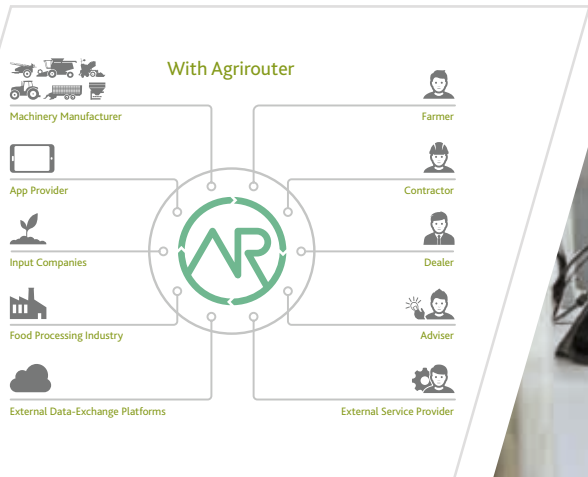 With Agrirouter
Machinery Manufacturer
Farmer
App Provider
Contractor
AR
Input Companies
Dealer
Food Processing Industry
Adviser
External Data-Exchange Platforms
External Service Provider